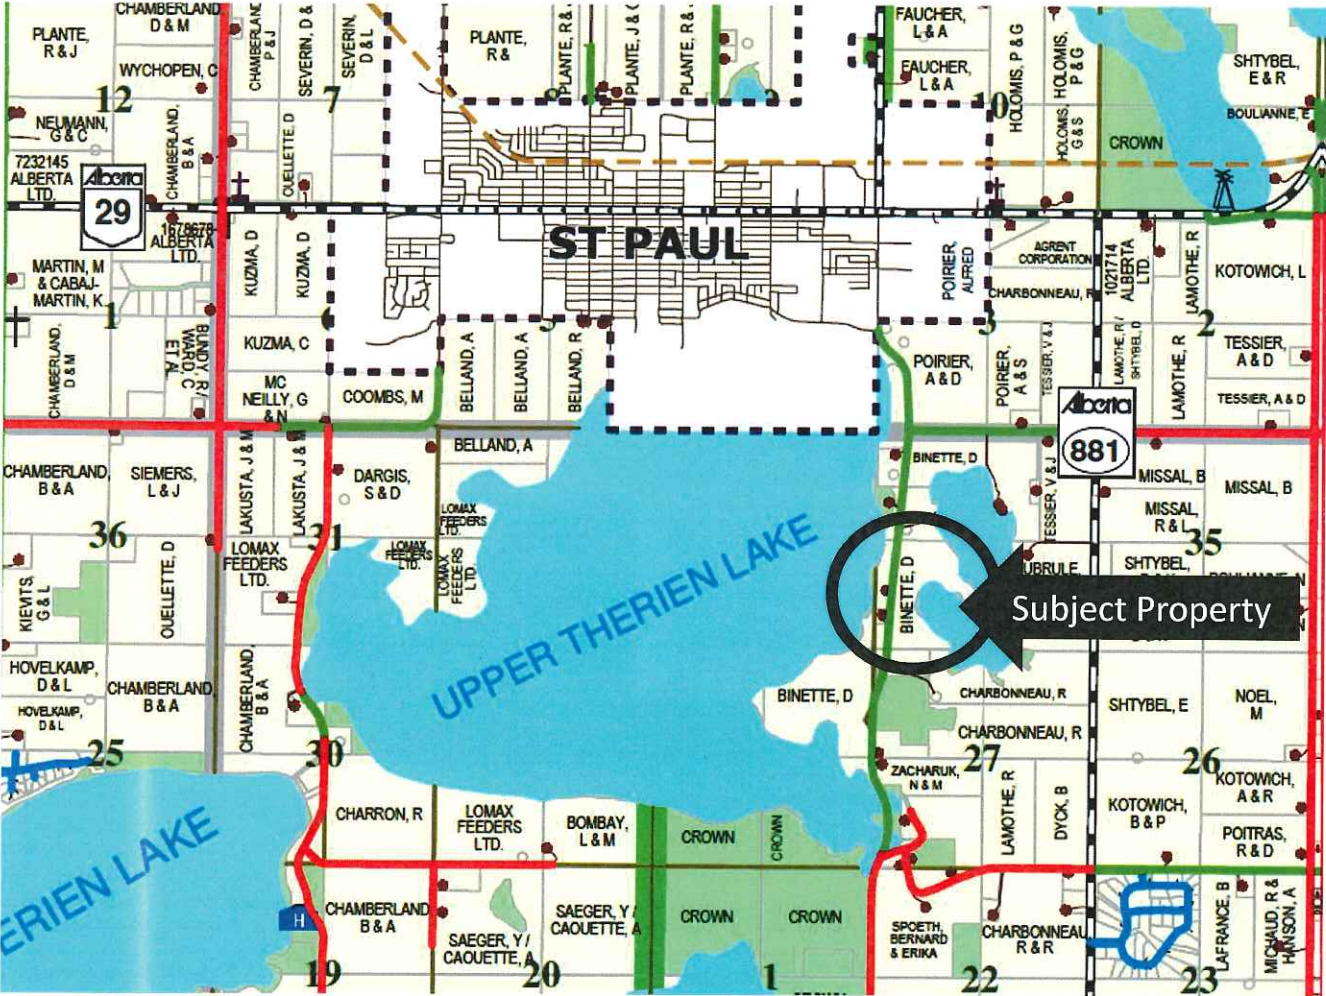 PLANTE,
R & J
CHAMBERLAND
D & M
WYCHOPEN, C
CHAMBERLAND
P & J
SEVERIN, D &
SEVERIN,
D & L
PLANTE,
R &
PLANTE, R &
PLANTE, J &
PLANTE, R &
FAUCHER,
L & A
FAUCHER,
L & A
HOLOMIS, P & G
HOLOMIS,
P & G
SHTYBEL,
E & R
12
7
10
NEUMANN,
G & C
CHAMBERLAND,
B & A
OUELLETTE, D
HOLOMIS,
G & S
CROWN
BOULIANNE, E
7232145
ALBERTA
LTD.
Alberta
29
1678678
ALBERTA
LTD.
ST PAUL
MARTIN, M
& CABAJ-
MARTIN, K
KUZMA, D
KUZMA, D
POIRIER,
ALFRED
AGRENT
CORPORATION
CHARBONNEAU, R
1021714
ALBERTA
LTD.
LAMOTHE, R
KOTOWICH, L
1
2
CHAMBERLAND,
D & M
BUNDY, R /
WARD, C
ET AL
KUZMA, C
MC
NEILLY, G
& N
COOMBS, M
BELLAND, A
BELLAND, A
BELLAND, R
POIRIER,
A & D
POIRIER,
A & S
TESSIER, V & J
LAMOTHE, R /
SHTYBEL, D
LAMOTHE, R
TESSIER,
A & D
TESSIER, A & D
Alberta
881
CHAMBERLAND,
B & A
SIEMERS,
L & J
LAKUSTA, J & M
LAKUSTA, J & M
DARGIS,
S & D
BELLAND, A
BINETTE, D
TESSIER, V & J
MISSAL, B
MISSAL,
R & L
MISSAL, B
36
31
35
LOMAX
FEEDERS
LTD.
LOMAX
FEEDERS
LTD.
LOMAX
FEEDERS
LTD.
LOMAX
FEEDERS
LTD.
KIEWITS,
G & L
OUELLETTE, D
UPPER THERIEN LAKE
BINETTE, D
UBRULE,
SHTYBEL,
Subject Property
HOVELKAMP,
D & L
HOVELKAMP,
D & L
CHAMBERLAND,
B & A
CHAMBERLAND,
B & A
BINETTE, D
CHARBONNEAU, R
CHARBONNEAU, R
SHTYBEL, E
NOEL,
M
25
30
27
26
ZACHARUK,
N & M
LAMOTHE, R
DYCK, B
KOTOWICH,
B & P
KOTOWICH,
A & R
POITRAS,
R & D
CHARRON, R
LOMAX
FEEDERS
LTD.
BOMBAY,
L & M
CROWN
CROWN
ERIEN LAKE
H
CHAMBERLAND
B & A
SAEGER, Y /
CAOUETTE, A
SAEGER, Y /
CAOUETTE, A
CROWN
CROWN
SPOETH,
BERNARD
& ERIKA
CHARBONNEAU,
R & R
LAFRANCE, B
MICHAUD, R &
HANSON, A
19
20
1
22
23